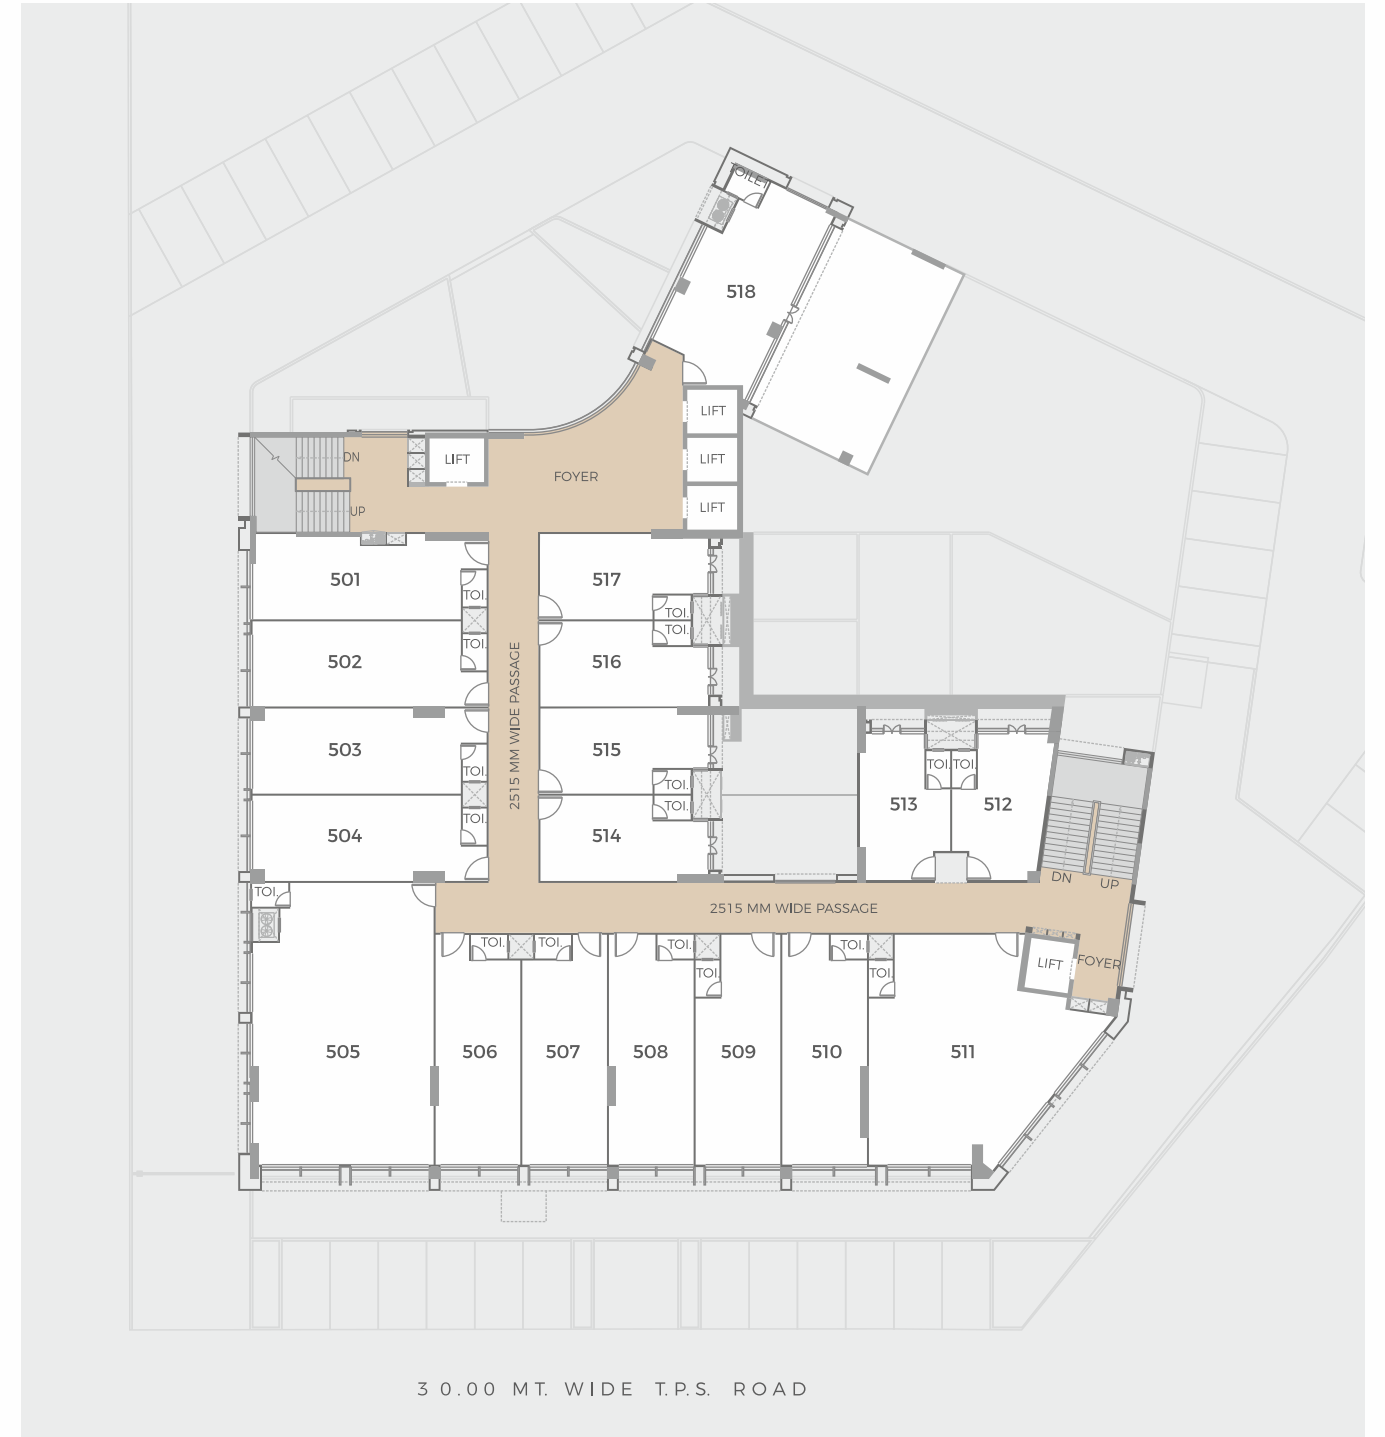 TOILET
518
LIFT
DN
LIFT
LIFT
FOYER
UP
LIFT
501
TOI.
517
TOI.
TOI.
TOI.
502
516
2515 MM WIDE PASSAGE
503
TOI.
515
TOI.
TOI.
TOI.
513
512
TOI.
TOI.
504
514
DN
UP
TOI.
2515 MM WIDE PASSAGE
TOI.
TOI.
TOI.
TOI.
LIFT
FOYER
TOI.
TOI.
505
506
507
508
509
510
511
30.00 MT. WIDE T.P.S. ROAD